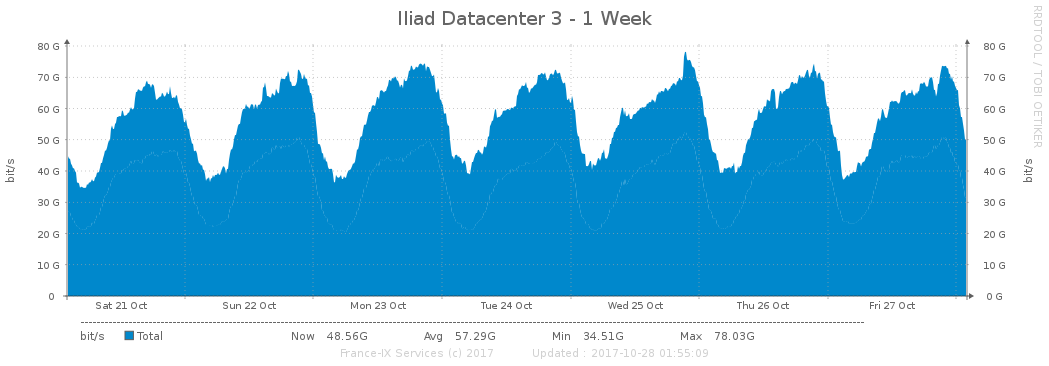 Iliad Datacenter 3 - 1 Week
RRDTOOL / TOBI OETIKER
bit/s
80 G
70 G
60 G
50 G
40 G
30 G
20 G
10 G
0
80 G
70 G
60 G
50 G
40 G
30 G
20 G
10 G
0 G
bit/s
Sat 21 Oct Sun 22 Oct Mon 23 Oct Tue 24 Oct Wed 25 Oct Thu 26 Oct Fri 27 Oct
bit/s Total Now 48.56G Avg 57.29G Min 34.51G Max 78.03G
France-IX Services (c) 2017 Updated : 2017-10-28 01:55:09